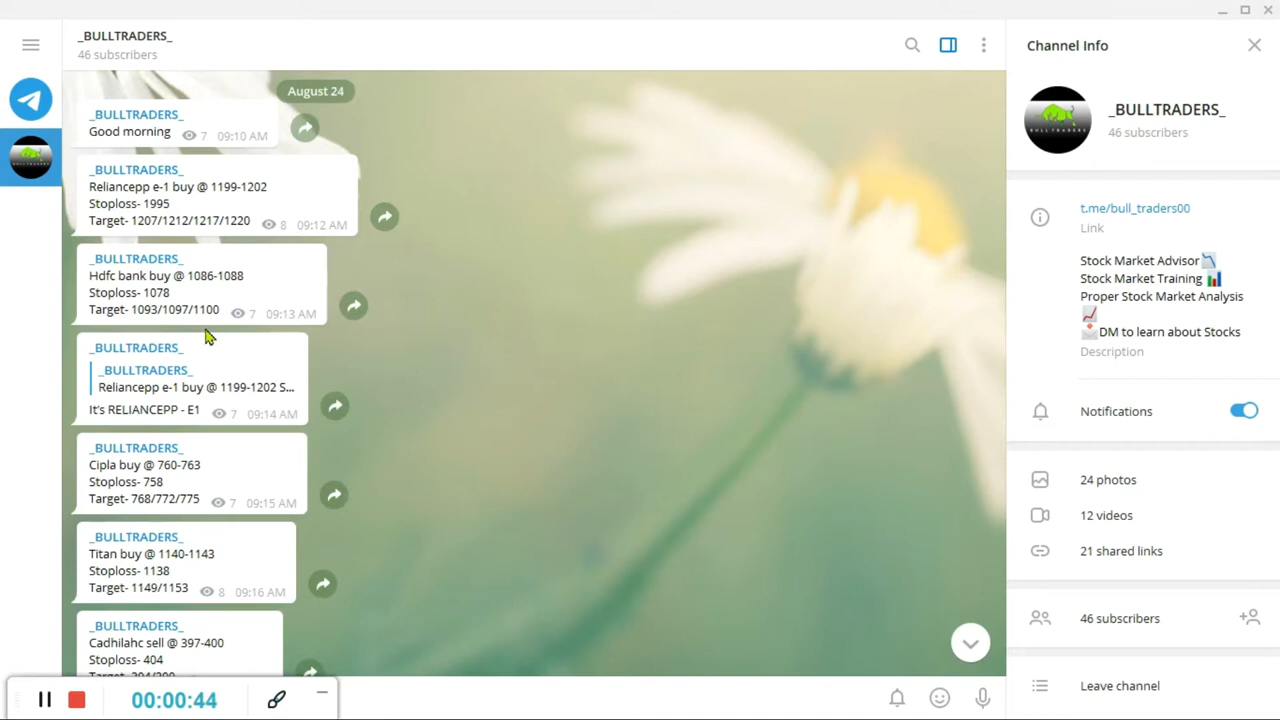 _BULLTRADERS_
46 subscribers
August 24
_BULLTRADERS_
Good morning 7 09:10 AM
_BULLTRADERS_
Reliancepp e-1 buy @ 1199-1202
Stoploss- 1995
Target- 1207/1212/1217/1220 8 09:12 AM
_BULLTRADERS_
Hdfc bank buy @ 1086-1088
Stoploss- 1078
Target- 1093/1097/1100 7 09:13 AM
_BULLTRADERS_
_BULLTRADERS_
Reliancepp e-1 buy @ 1199-1202 S...
It's RELIANCEPP - E1 7 09:14 AM
_BULLTRADERS_
Cipla buy @ 760-763
Stoploss- 758
Target- 768/772/775 7 09:15 AM
_BULLTRADERS_
Titan buy @ 1140-1143
Stoploss- 1138
Target- 1149/1153 8 09:16 AM
_BULLTRADERS_
Cadhilahc sell @ 397-400
Stoploss- 404
00:00:44
Channel Info
_BULLTRADERS_
46 subscribers
t.me/bull_traders00
Link
Stock Market Advisor
Stock Market Training
Proper Stock Market Analysis
DM to learn about Stocks
Description
Notifications
24 photos
12 videos
21 shared links
46 subscribers
Leave channel